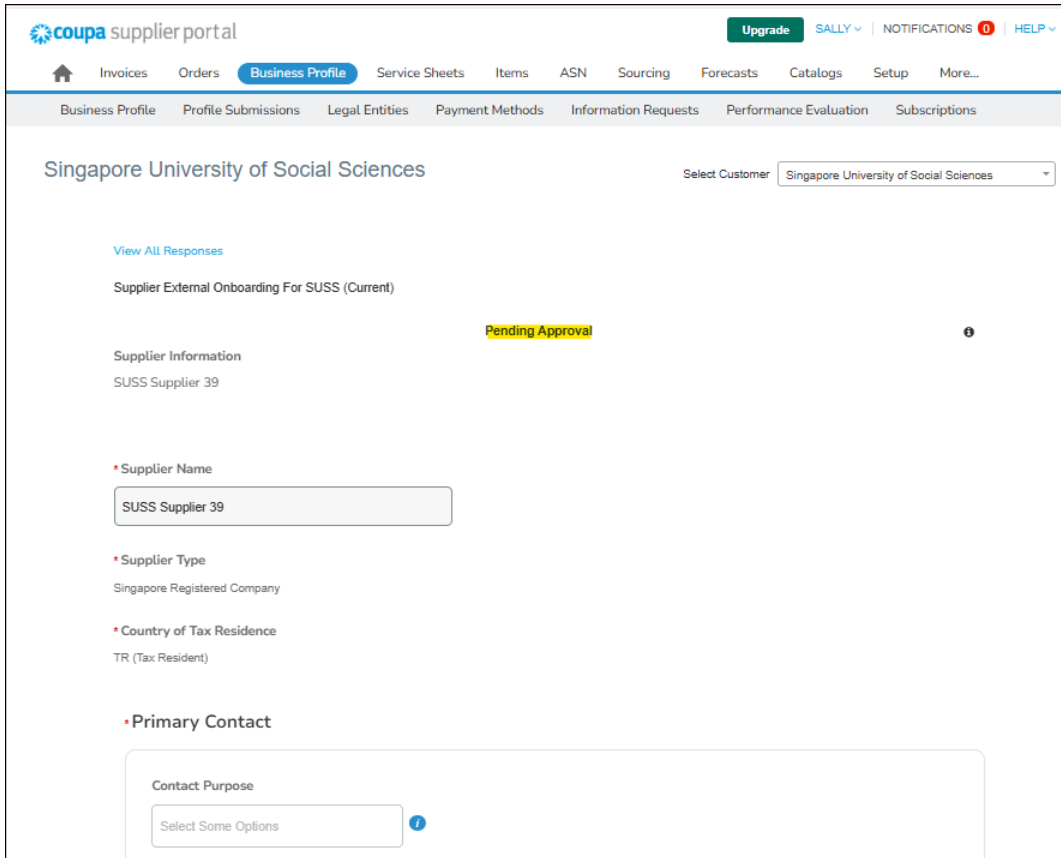 coupa supplier portal
Upgrade SALLY NOTIFICATIONS 0 HELP
Invoices Orders Business Profile Service Sheets Items ASN Sourcing Forecasts Catalogs Setup More...
Business Profile Profile Submissions Legal Entities Payment Methods Information Requests Performance Evaluation Subscriptions
Singapore University of Social Sciences
Select Customer Singapore University of Social Sciences
View All Responses
Supplier External Onboarding For SUSS (Current)
Pending Approval
Supplier Information
SUSS Supplier 39
* Supplier Name
SUSS Supplier 39
* Supplier Type
Singapore Registered Company
* Country of Tax Residence
TR (Tax Resident)
* Primary Contact
Contact Purpose
Select Some Options